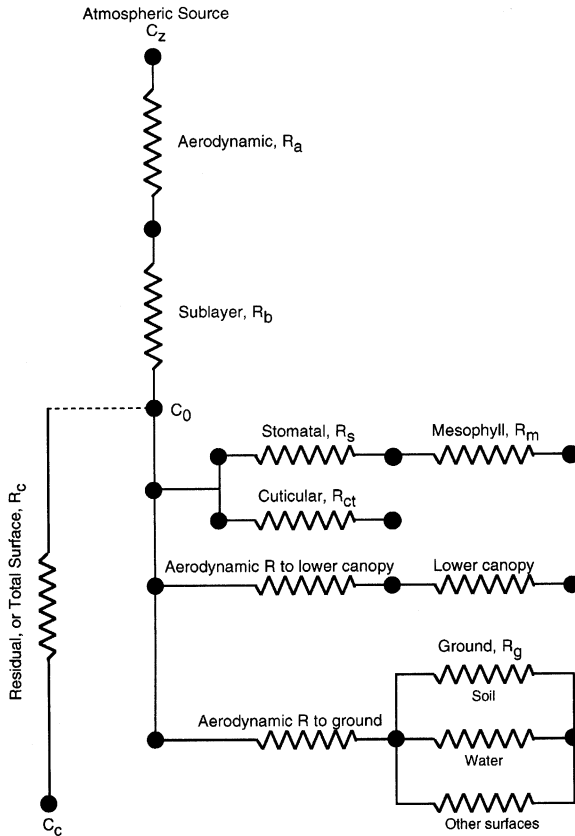 Atmospheric Source
Cz
Aerodynamic, Ra
Sublayer, Rb
C0
Stomatal, Rs
Mesophyll, Rm
Cuticular, Rct
Aerodynamic R to lower canopy
Lower canopy
Residual, or Total Surface, Rc
Ground, Rg
Soil
Aerodynamic R to ground
Water
Other surfaces
Cc